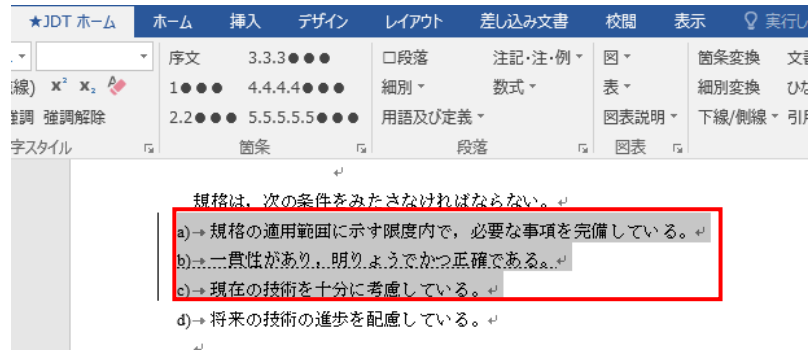 ★JDT ホーム ホーム 挿入 デザイン レイアウト 差し込み文書 校閲 表示 実行し
序文 3.3.3●●● □段落 注記・注・例 図 箇条変換 文書
線) x² x₂ 1●●● 4.4.4.4●●● 細別 数式 表 細別変換 ひな
強調 強調解除 2.2●●● 5.5.5.5.5●●● 用語及び定義 図表説明 下線/側線 引用
字スタイル 箇条 段落 図表
規格は，次の条件をみたさなければならない。
a)→規格の適用範囲に示す限度内で，必要な事項を完備している。
b)→一貫性があり，明りょうでかつ正確である。
c)→現在の技術を十分に考慮している。
d)→将来の技術の進歩を配慮している。